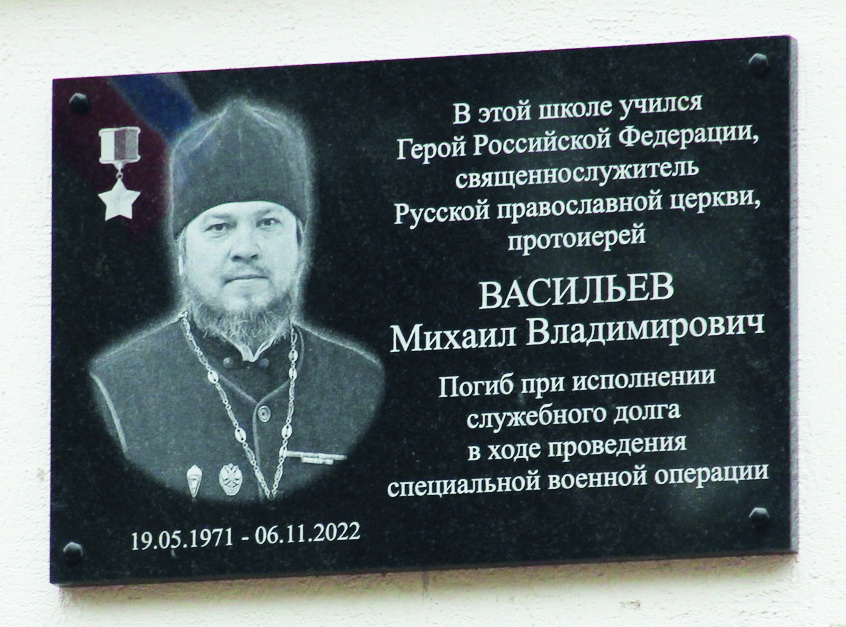 В этой школе учился
Герой Российской Федерации,
священнослужитель
Русской православной церкви,
протоиерей
ВАСИЛЬЕВ
Михаил Владимирович
Погиб при исполнении
служебного долга
в ходе проведения
специальной военной операции
19.05.1971 - 06.11.2022